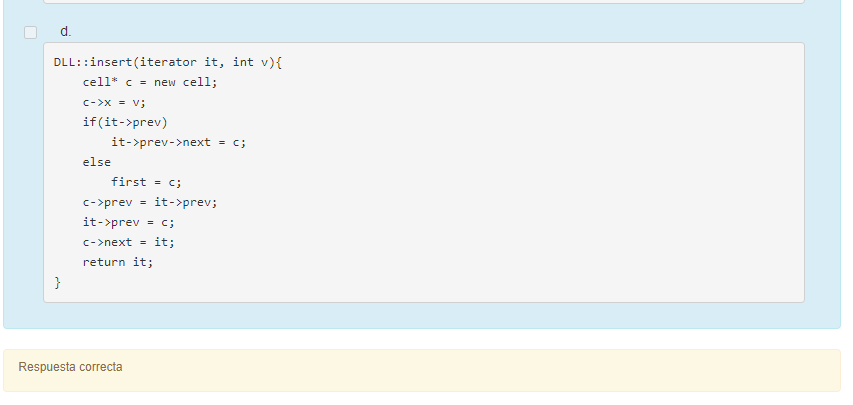 d.
DLL::insert(iterator it, int v){
    cell* c = new cell;
    c->x = v;
    if(it->prev)
        it->prev->next = c;
    else
        first = c;
    c->prev = it->prev;
    it->prev = c;
    c->next = it;
    return it;
}
Respuesta correcta